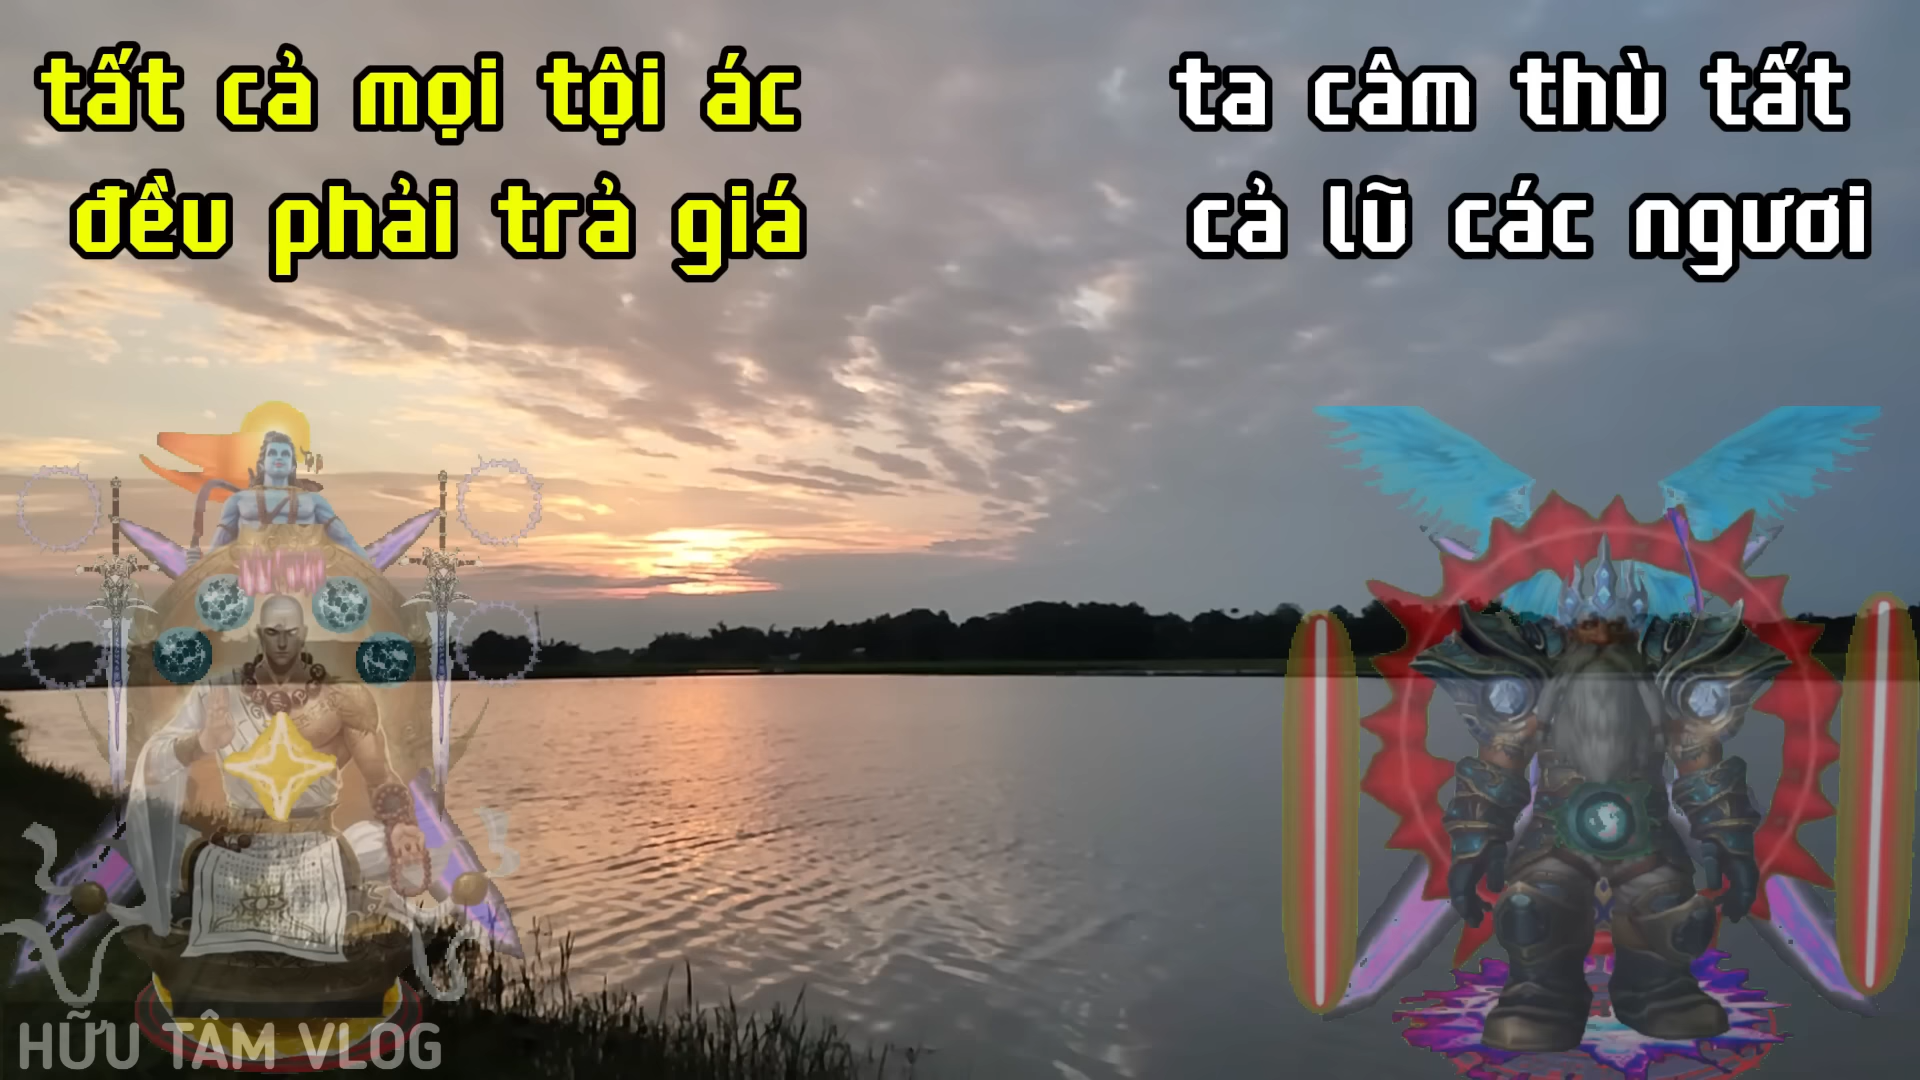 tất cả mọi tội ác
đều phải trả giá
ta câm thù tất
cả lũ các ngươi
HỮU TÂM VLOG